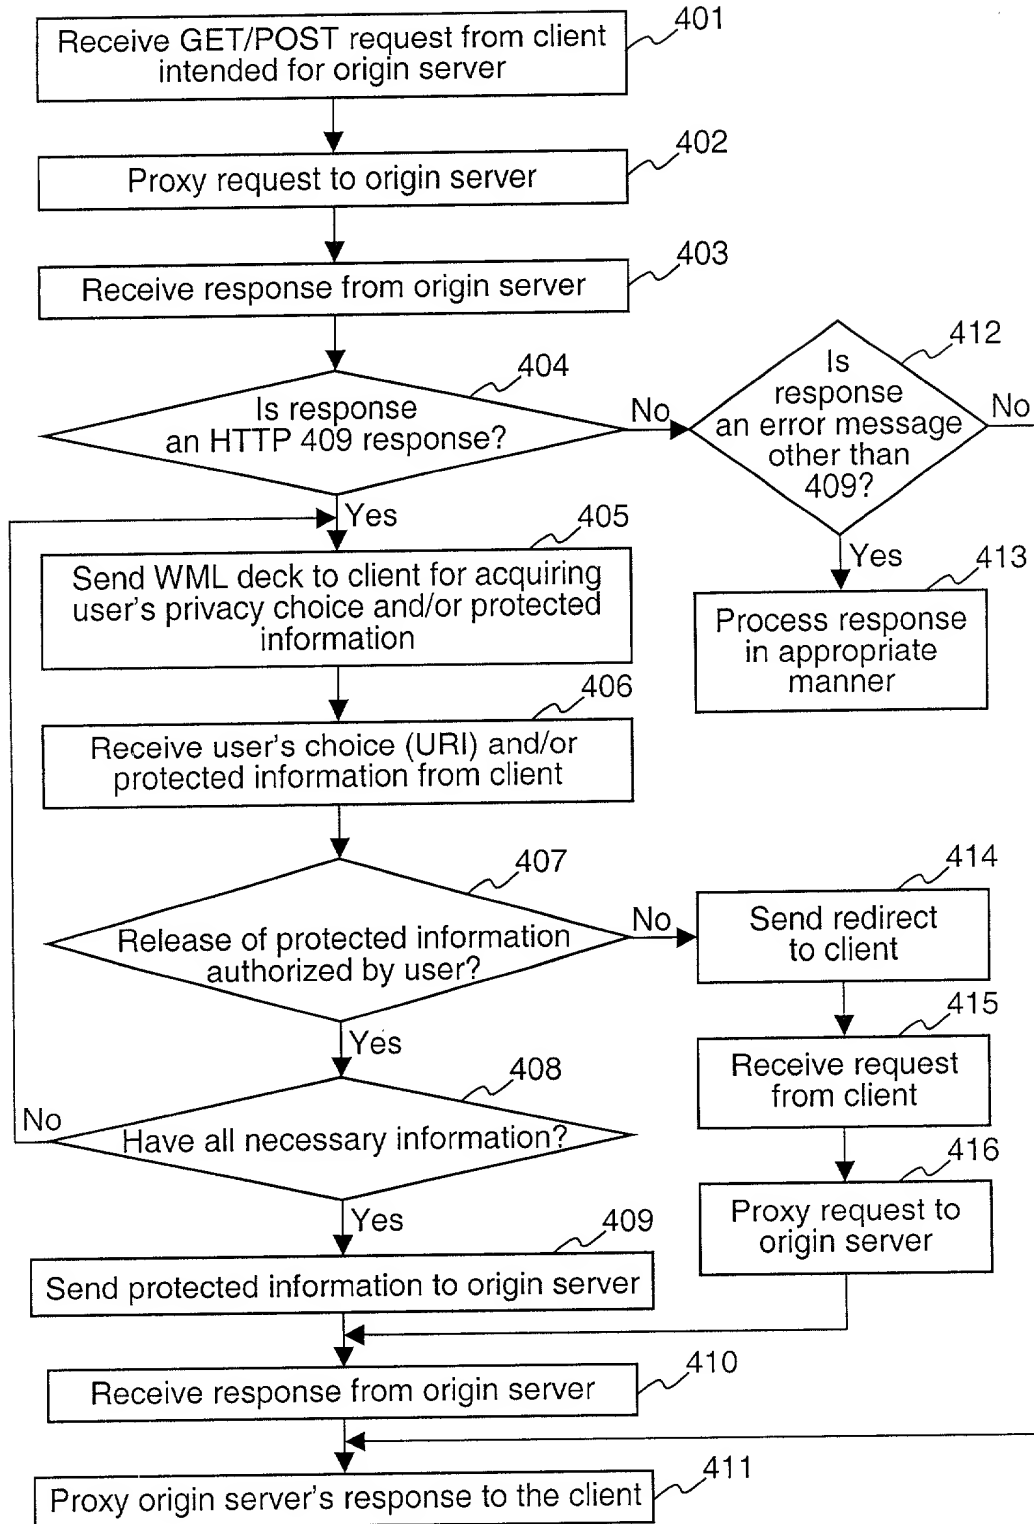 401
Receive GET/POST request from client
intended for origin server
402
Proxy request to origin server
403
Receive response from origin server
404
Is response
an HTTP 409 response?
No
412
Is
response
an error message
other than
409?
No
Yes
Yes
405
Send WML deck to client for acquiring
user's privacy choice and/or protected
information
413
Process response
in appropriate
manner
406
Receive user's choice (URI) and/or
protected information from client
407
Release of protected information
authorized by user?
No
414
Send redirect
to client
Yes
415
Receive request
from client
408
Have all necessary information?
No
Yes
416
Proxy request to
origin server
409
Send protected information to origin server
410
Receive response from origin server
411
Proxy origin server's response to the client